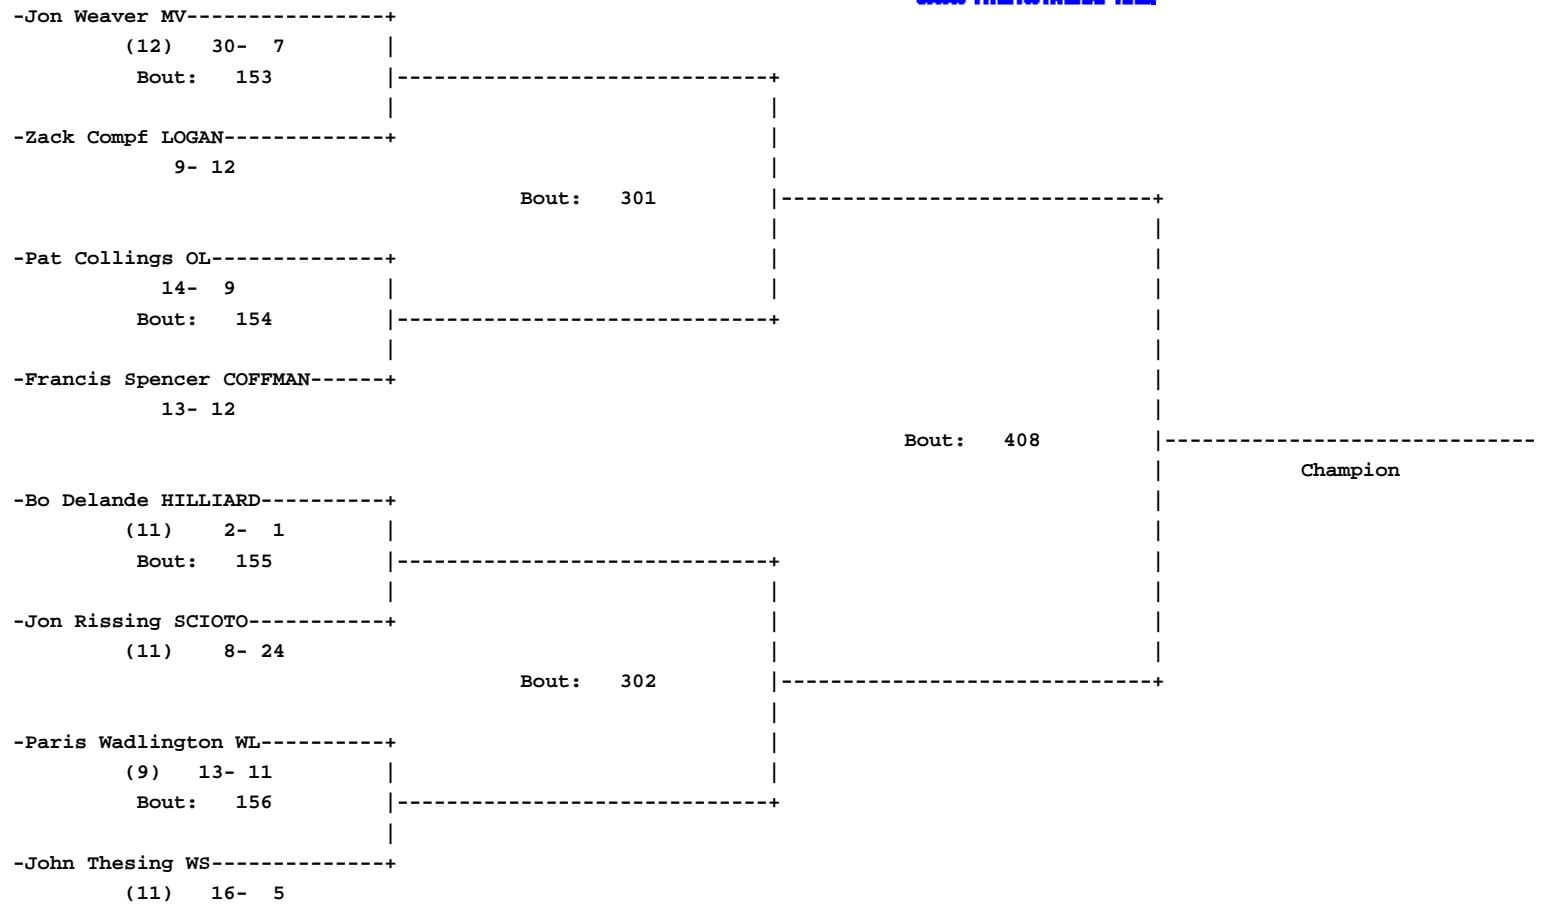 -Jon Weaver MV----------------+
(12) 30- 7 |
Bout: 153 |------------------------------+
| |
-Zack Compf LOGAN-------------+ |
9- 12 |
Bout: 301 |------------------------------+
| |
-Pat Collings OL--------------+ | |
14- 9 | | |
Bout: 154 |------------------------------+ |
| |
-Francis Spencer COFFMAN------+ |
13- 12 |
Bout: 408 |------------------------------
| Champion
-Bo Delande HILLIARD----------+ |
(11) 2- 1 | |
Bout: 155 |------------------------------+ |
| | |
-Jon Rissing SCIOTO-----------+ | |
(11) 8- 24 | |
Bout: 302 |------------------------------+
|
-Paris Wadlington WL----------+ |
(9) 13- 11 | |
Bout: 156 |------------------------------+
|
-John Thesing WS--------------+
(11) 16- 5